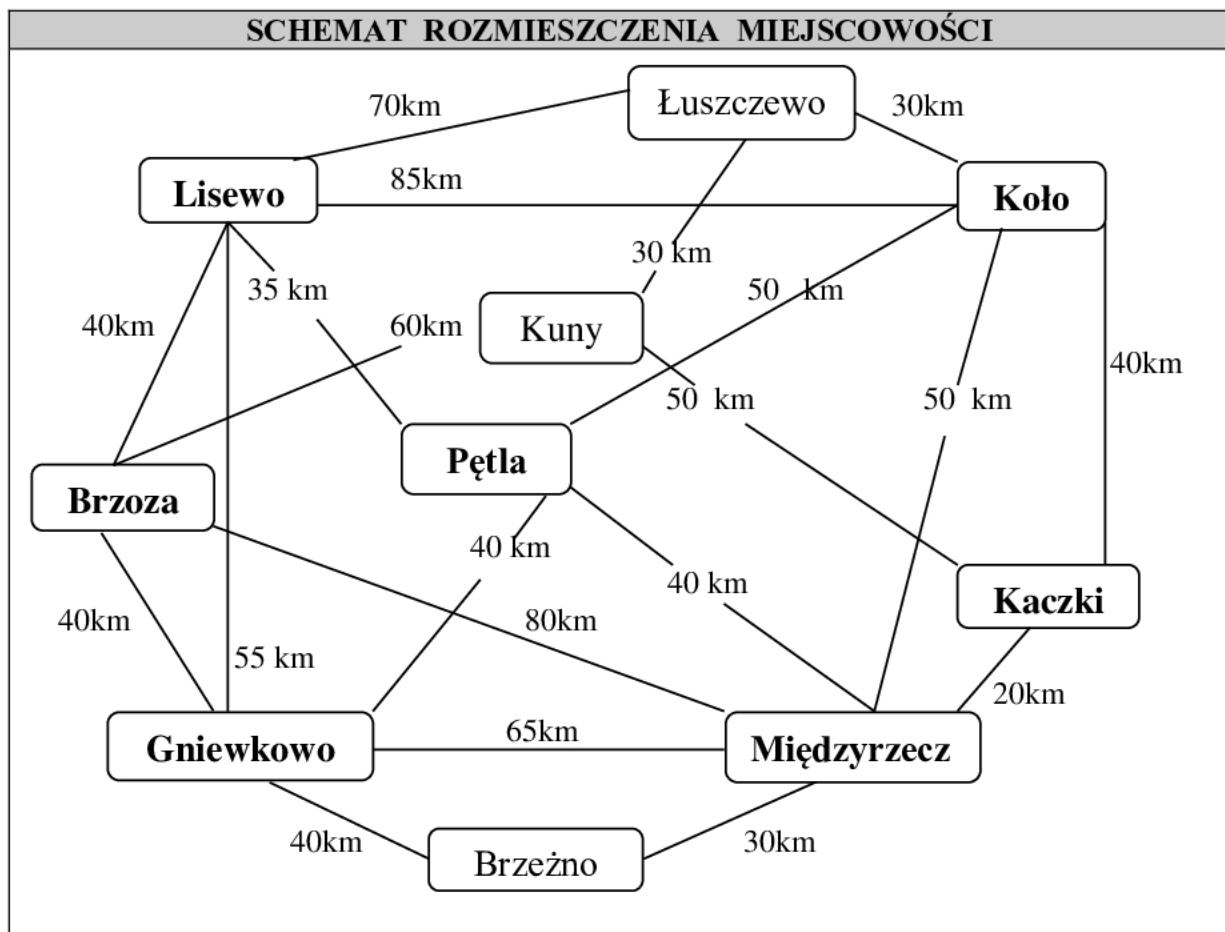 SCHEMAT ROZMIESZCZENIA MIEJSCOWOŚCI
Łuszczewo
70km
30km
Lisewo
85km
Koło
30 km
35 km
50 km
40km
60km
Kuny
40km
50 km
50 km
Pętla
Brzoza
40 km
40 km
Kaczki
40km
80km
55 km
20km
Gniewkowo
65km
Międzyrzecz
40km
Brzeżno
30km